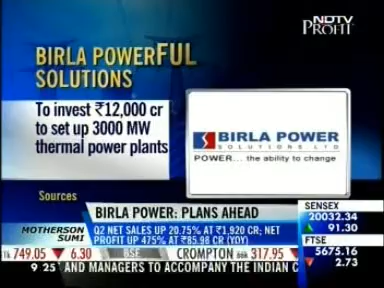 NDTV
PROFIT
BIRLA POWERFUL
SOLUTIONS
To invest ₹12,000 cr
to set up 3000 MW
thermal power plants
BIRLA POWER
SOLUTIONS LTD
POWER... the ability to change
Sources
BIRLA POWER: PLANS AHEAD
MOTHERSON
SUMI
Q2 NET SALES UP 20.75% AT ₹1,920 CR; NET
PROFIT UP 475% AT ₹85.98 CR (YOY)
SENSEX
20032.34
▲ 91.30
FTSE
5675.16
▼ 2.73
749.05 ▼ 6.30 BSE CROMPTON 317.95
9 25 AND MANAGERS TO ACCOMPANY THE INDIAN C